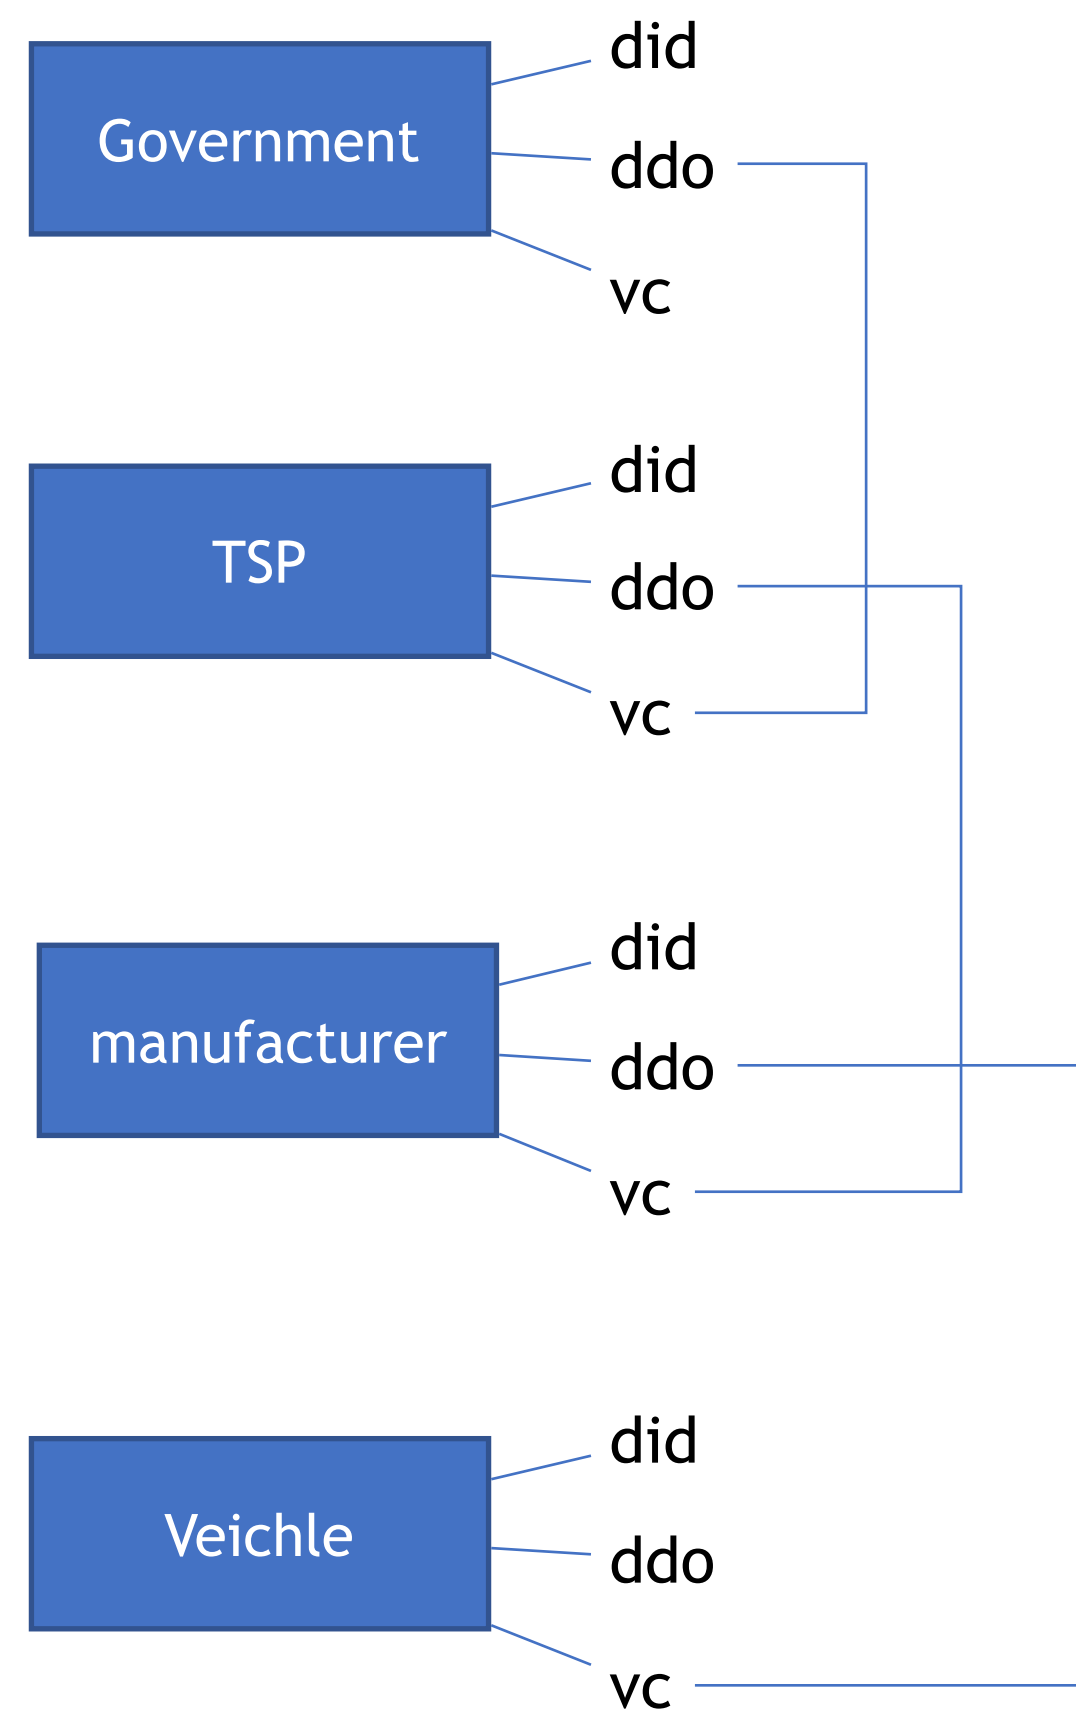 Government
did
ddo
vc
TSP
did
ddo
vc
manufacturer
did
ddo
vc
Veichle
did
ddo
vc